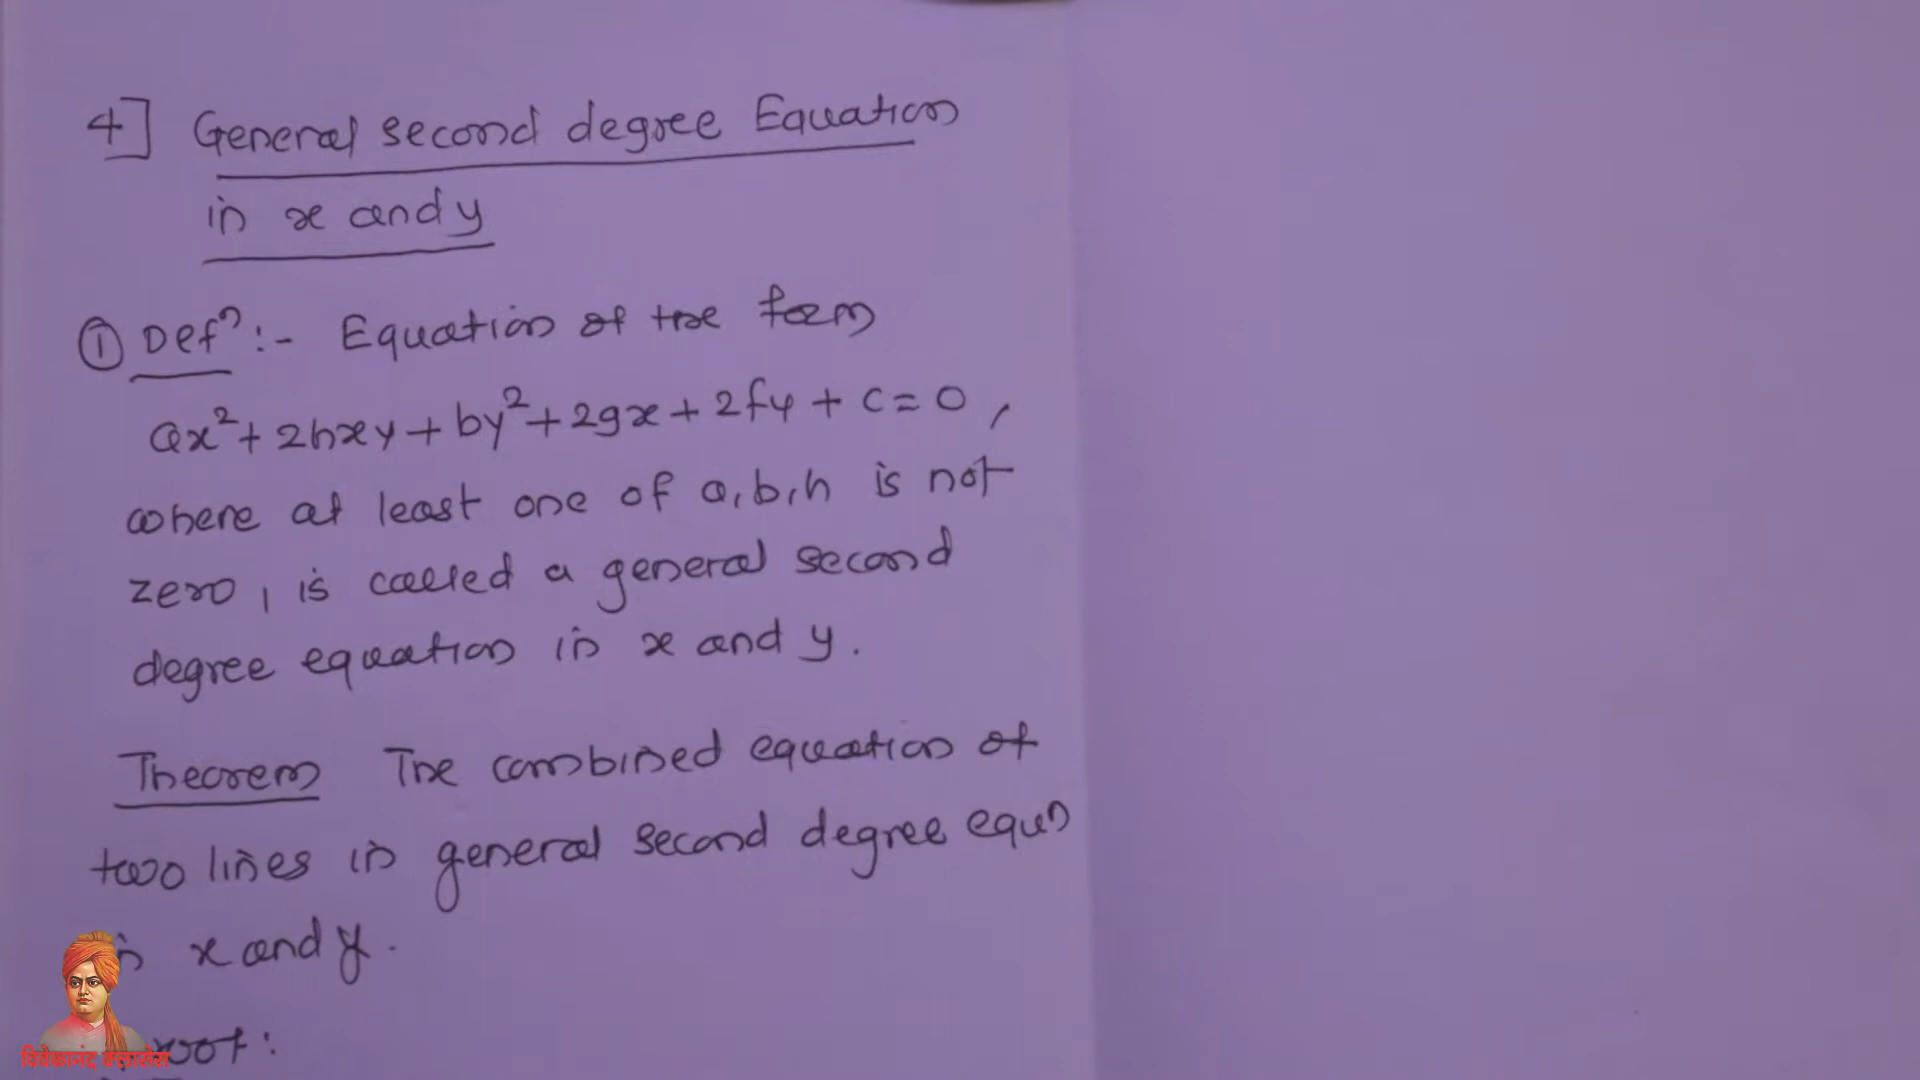 4] General second degree Equation
in x and y
① Defⁿ :- Equation of the form
ax²+2hxy+by²+2gx+2fy+c=0,
where at least one of a,b,h is not
zero, is called a general second
degree equation in x and y.
Theorem The combined equation of
two lines in general second degree equn
x and y.
विवेकानंद क्लासेस